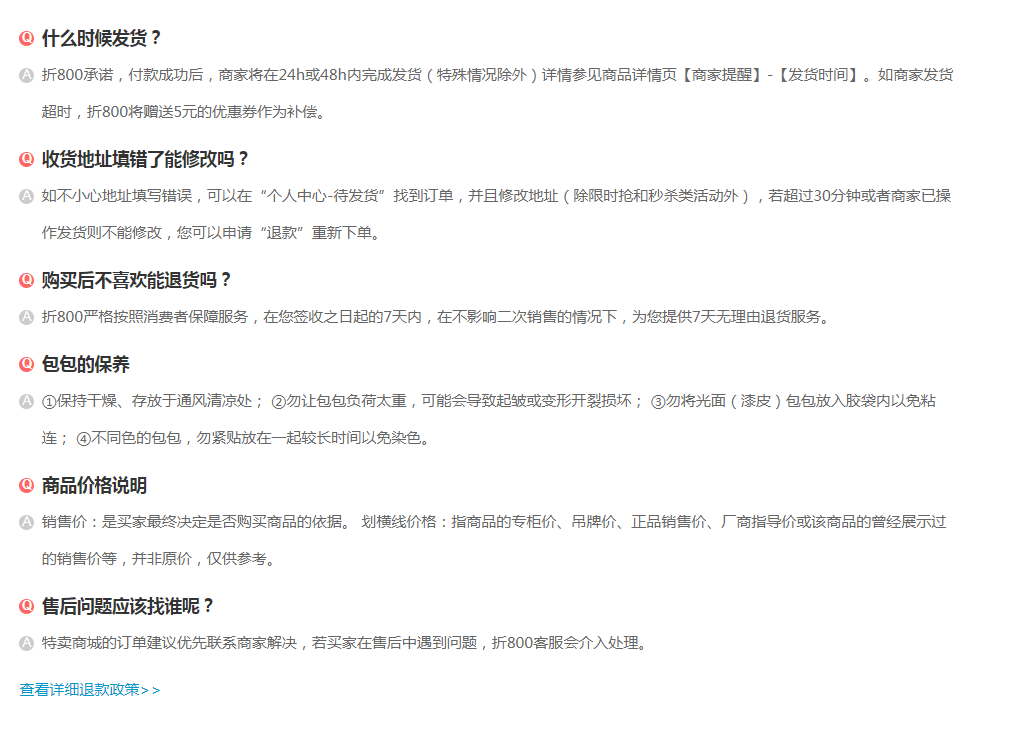 Q 什么时候发货？
A 折800承诺，付款成功后，商家将在24h或48h内完成发货（特殊情况除外）详情参见商品详情页【商家提醒】-【发货时间】。如商家发货
超时，折800将赠送5元的优惠券作为补偿。
Q 收货地址填错了能修改吗？
A 如不小心地址填写错误，可以在“个人中心-待发货”找到订单，并且修改地址（除限时抢和秒杀类活动外），若超过30分钟或者商家已操
作发货则不能修改，您可以申请“退款”重新下单。
Q 购买后不喜欢能退货吗？
A 折800严格按照消费者保障服务，在您签收之日起的7天内，在不影响二次销售的情况下，为您提供7天无理由退货服务。
Q 包包的保养
A ①保持干燥、存放于通风清凉处； ②勿让包包负荷太重，可能会导致起皱或变形开裂损坏； ③勿将光面（漆皮）包包放入胶袋内以免粘
连； ④不同色的包包，勿紧贴放在一起较长时间以免染色。
Q 商品价格说明
A 销售价：是买家最终决定是否购买商品的依据。 划横线价格：指商品的专柜价、吊牌价、正品销售价、厂商指导价或该商品的曾经展示过
的销售价等，并非原价，仅供参考。
Q 售后问题应该找谁呢？
A 特卖商城的订单建议优先联系商家解决，若买家在售后中遇到问题，折800客服会介入处理。
查看详细退款政策>>